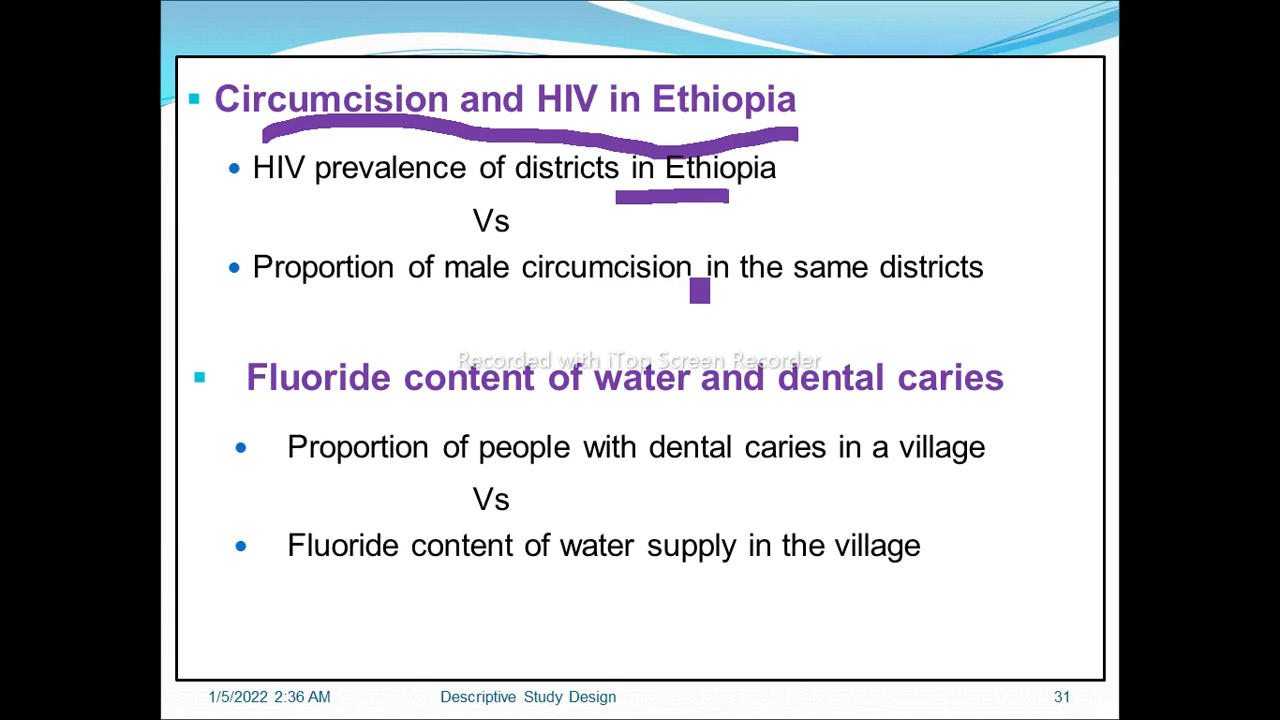 Circumcision and HIV in Ethiopia
HIV prevalence of districts in Ethiopia
Vs
Proportion of male circumcision in the same districts
Recorded with iTop Screen Recorder
Fluoride content of water and dental caries
Proportion of people with dental caries in a village
Vs
Fluoride content of water supply in the village
1/5/2022 2:36 AM
Descriptive Study Design
31